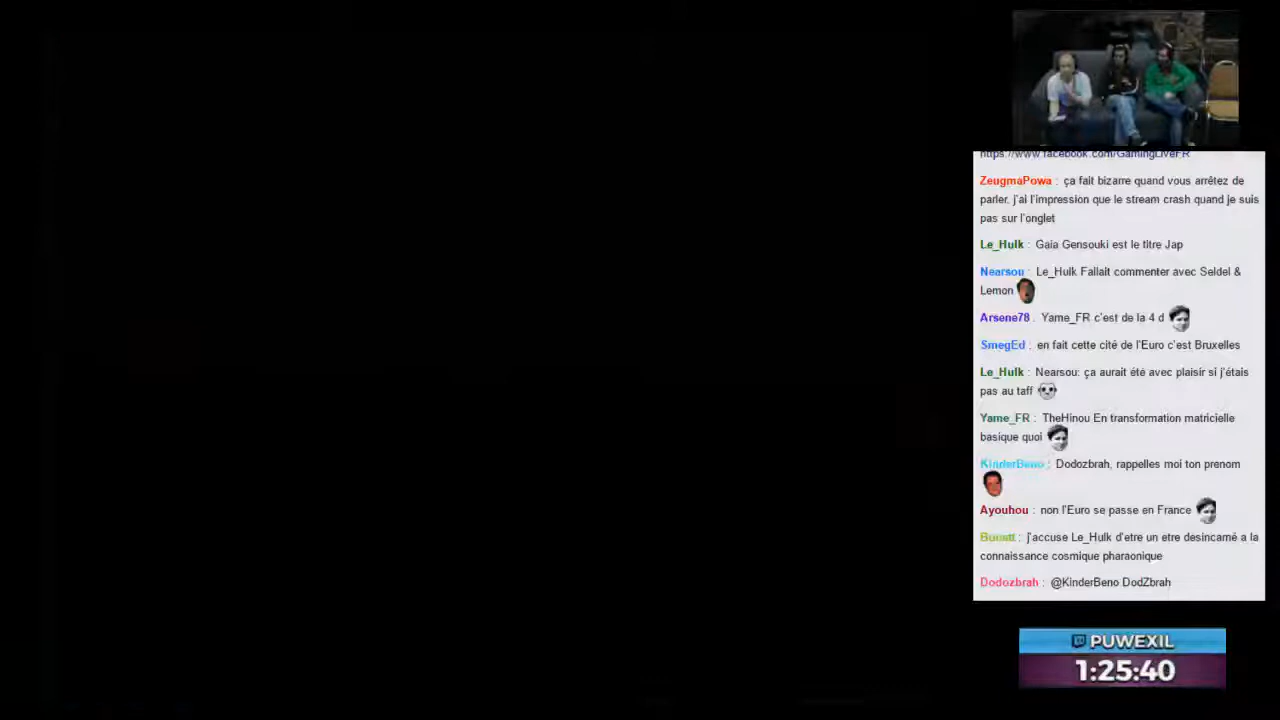 https://www.facebook.com/GamingLiveFR
ZeugmaPowa : ça fait bizarre quand vous arrêtez de
parler, j'ai l'impression que le stream crash quand je suis
pas sur l'onglet
Le_Hulk : Gaia Gensouki est le titre Jap
Nearsou : Le_Hulk Fallait commenter avec Seldel &
Lemon
Arsene78 : Yame_FR c'est de la 4 d
SmegEd : en fait cette cité de l'Euro c'est Bruxelles
Le_Hulk : Nearsou: ça aurait été avec plaisir si j'étais
pas au taff
Yame_FR : TheHinou En transformation matricielle
basique quoi
KinderBeno : Dodozbrah, rappelles moi ton prenom
Ayouhou : non l'Euro se passe en France
: j'accuse Le_Hulk d'etre un etre desincarné a la
connaissance cosmique pharaonique
Dodozbrah : @KinderBeno DodZbrah
PUWEXIL
1:25:40